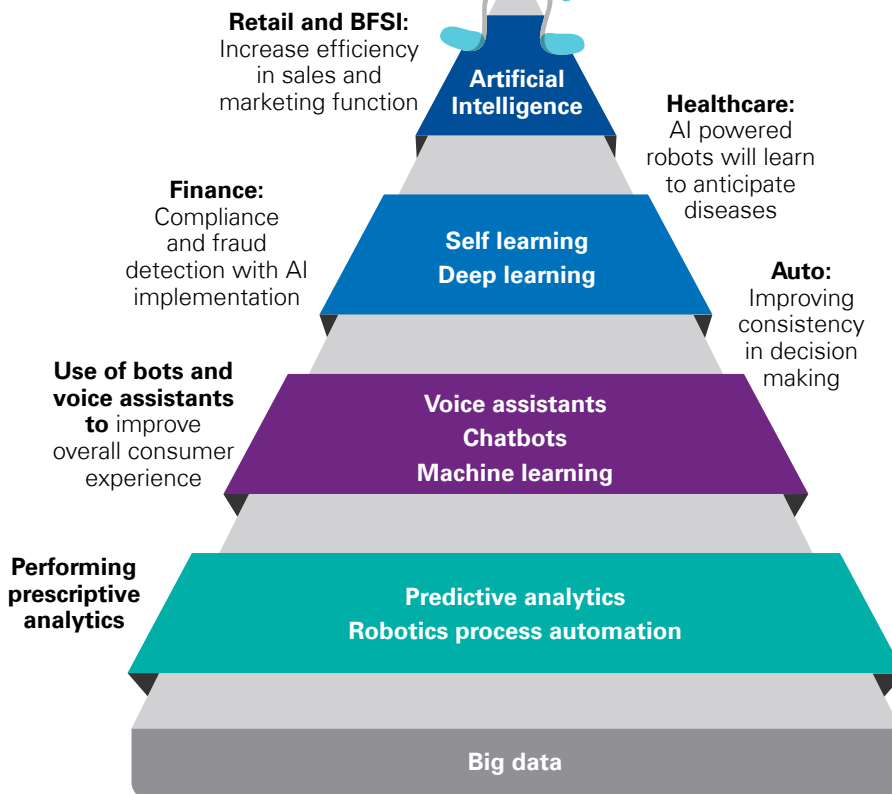 Retail and BFSI:
Increase efficiency
in sales and
marketing function
Artificial
Intelligence
Healthcare:
AI powered
robots will learn
to anticipate
diseases
Finance:
Compliance
and fraud
detection with AI
implementation
Self learning
Deep learning
Auto:
Improving
consistency
in decision
making
Use of bots and
voice assistants
to improve
overall consumer
experience
Voice assistants
Chatbots
Machine learning
Performing
prescriptive
analytics
Predictive analytics
Robotics process automation
Big data